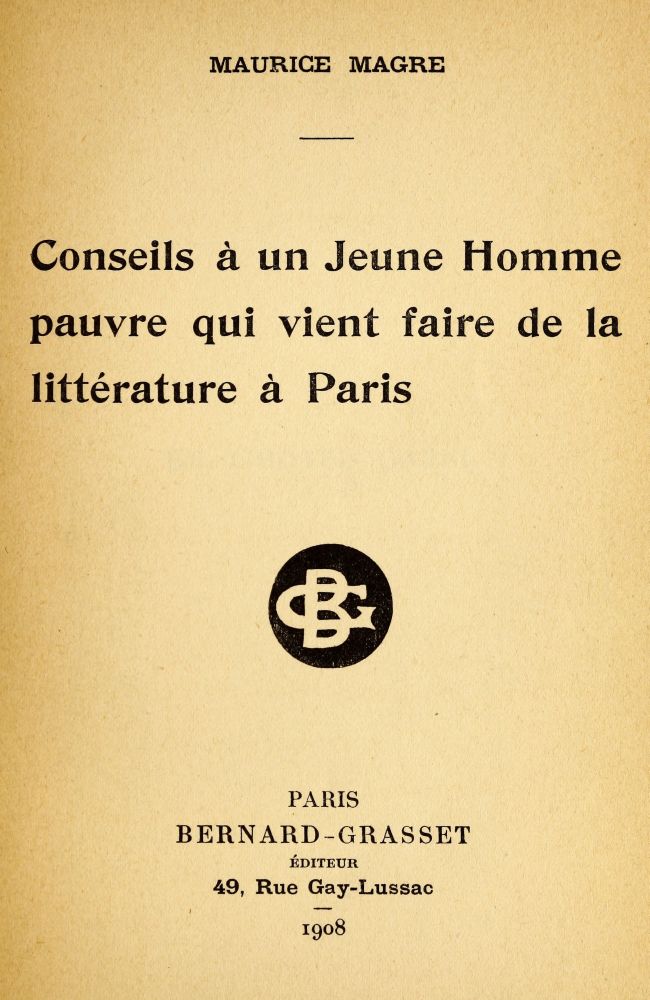 MAURICE MAGRE
Conseils à un Jeune Homme
pauvre qui vient faire de la
littérature à Paris
BG
PARIS
BERNARD-GRASSET
ÉDITEUR
49, Rue Gay-Lussac
1908